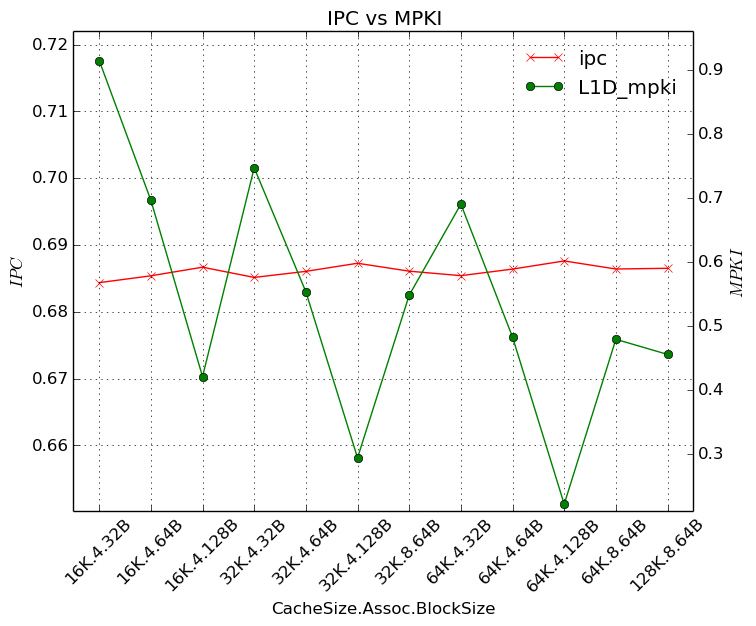 IPC vs MPKI
ipc
L1D_mpki
0.72
0.71
0.70
0.69
0.68
0.67
0.66
IPC
0.9
0.8
0.7
0.6
0.5
0.4
0.3
MPKI
16K.4.32B
16K.4.64B
16K.4.128B
32K.4.32B
32K.4.64B
32K.4.128B
32K.8.64B
64K.4.32B
64K.4.64B
64K.4.128B
64K.8.64B
128K.8.64B
CacheSize.Assoc.BlockSize